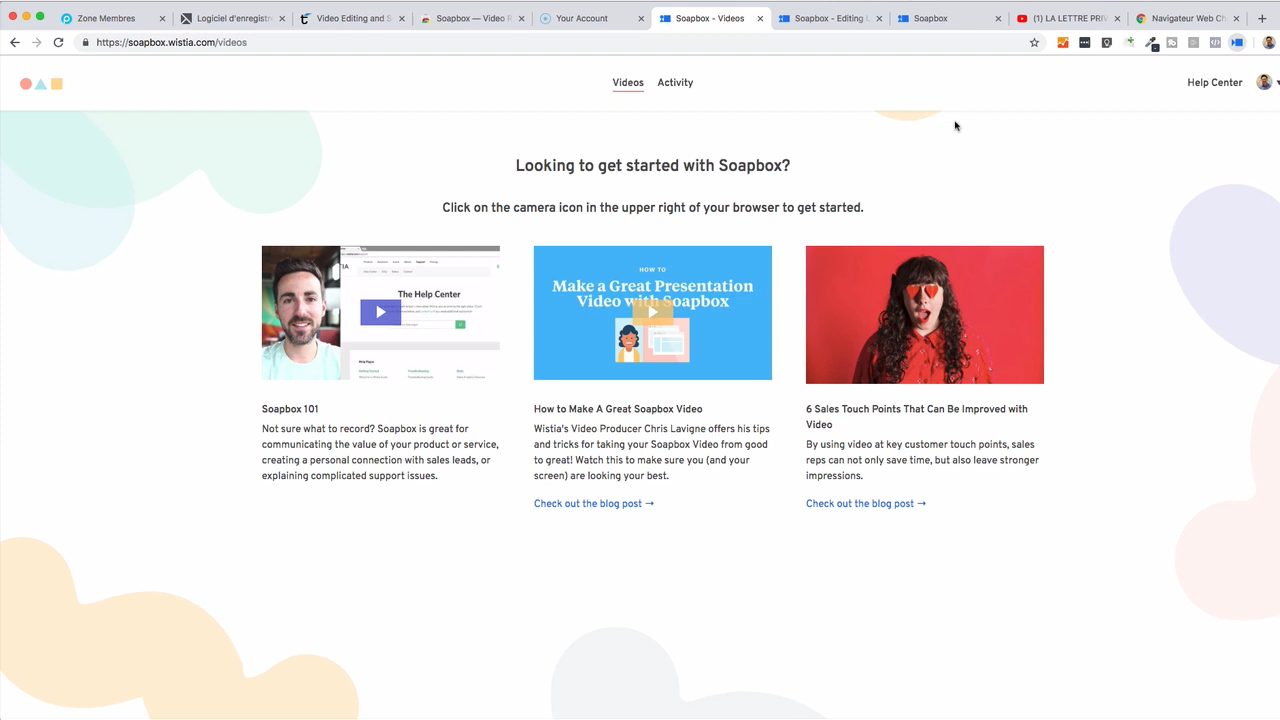 Zone Membres
Logiciel d'enregistre
Video Editing and S
Soapbox — Video R
Your Account
Soapbox - Videos
Soapbox - Editing L
Soapbox
(1) LA LETTRE PRIV
Navigateur Web Ch
https://soapbox.wistia.com/videos
Videos
Activity
Help Center
Looking to get started with Soapbox?
Click on the camera icon in the upper right of your browser to get started.
The Help Center
HOW TO
Make a Great Presentation
Video with Soapbox
Soapbox 101
Not sure what to record? Soapbox is great for
communicating the value of your product or service,
creating a personal connection with sales leads, or
explaining complicated support issues.
How to Make A Great Soapbox Video
Wistia's Video Producer Chris Lavigne offers his tips
and tricks for taking your Soapbox Video from good
to great! Watch this to make sure you (and your
screen) are looking your best.
Check out the blog post →
6 Sales Touch Points That Can Be Improved with
Video
By using video at key customer touch points, sales
reps can not only save time, but also leave stronger
impressions.
Check out the blog post →